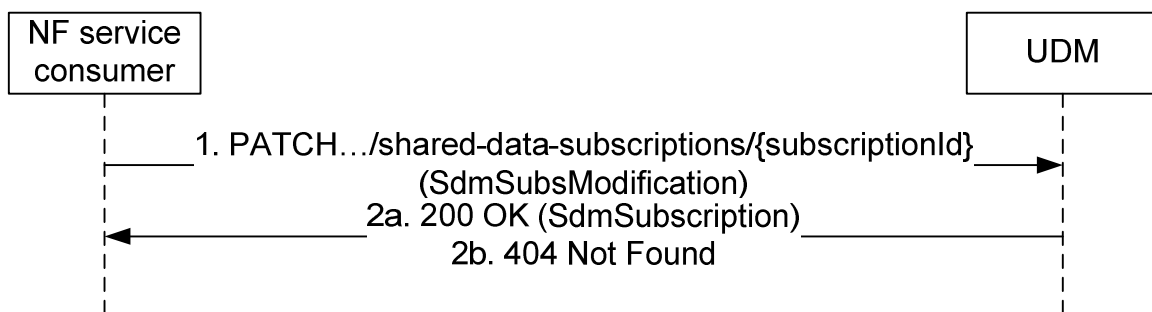 NF service
consumer
UDM
1. PATCH…/shared-data-subscriptions/{subscriptionId}
(SdmSubsModification)
2a. 200 OK (SdmSubscription)
2b. 404 Not Found